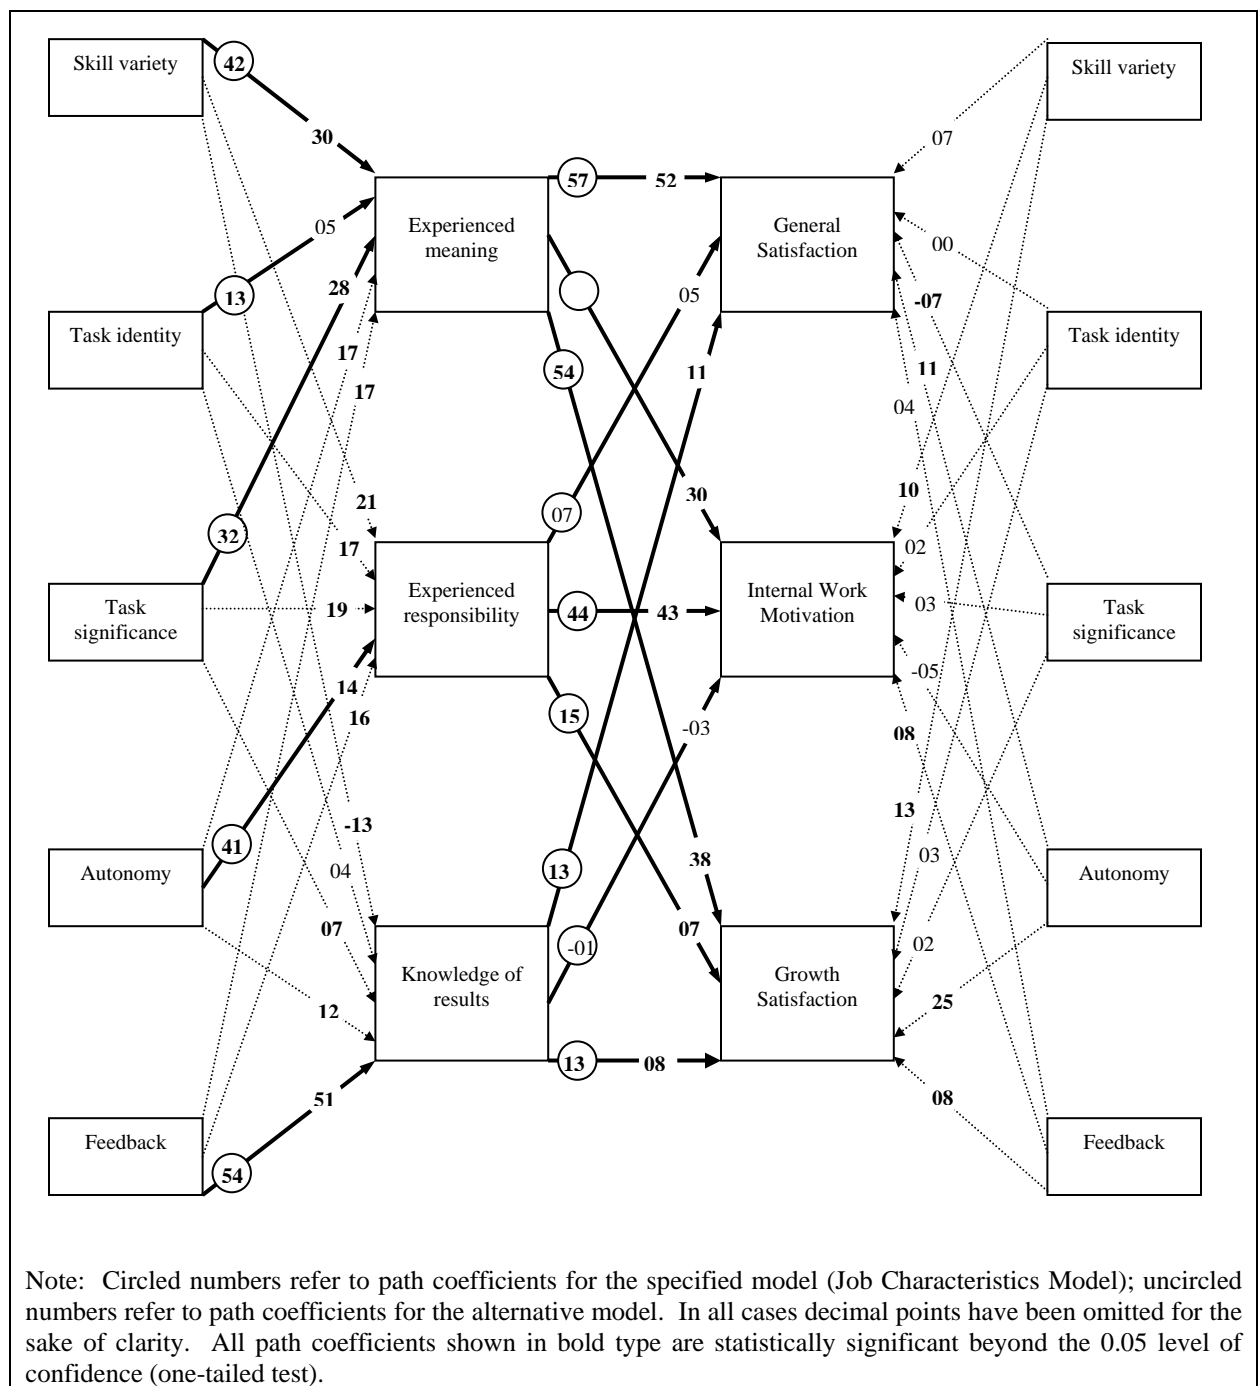 Skill variety
42
30
Skill variety
07
57
52
Experienced
meaning
General
Satisfaction
05
00
13
28
05
-07
Task identity
17
54
11
11
Task identity
17
04
21
30
10
32
17
07
02
Task
significance
19
Experienced
responsibility
44
43
Internal Work
Motivation
03
Task
significance
14
16
15
-03
-05
08
41
-13
13
38
13
03
Autonomy
04
Autonomy
07
-01
07
02
12
Knowledge of
results
Growth
Satisfaction
25
13
08
51
08
Feedback
54
Feedback
Note: Circled numbers refer to path coefficients for the specified model (Job Characteristics Model); uncircled
numbers refer to path coefficients for the alternative model. In all cases decimal points have been omitted for the
sake of clarity. All path coefficients shown in bold type are statistically significant beyond the 0.05 level of
confidence (one-tailed test).